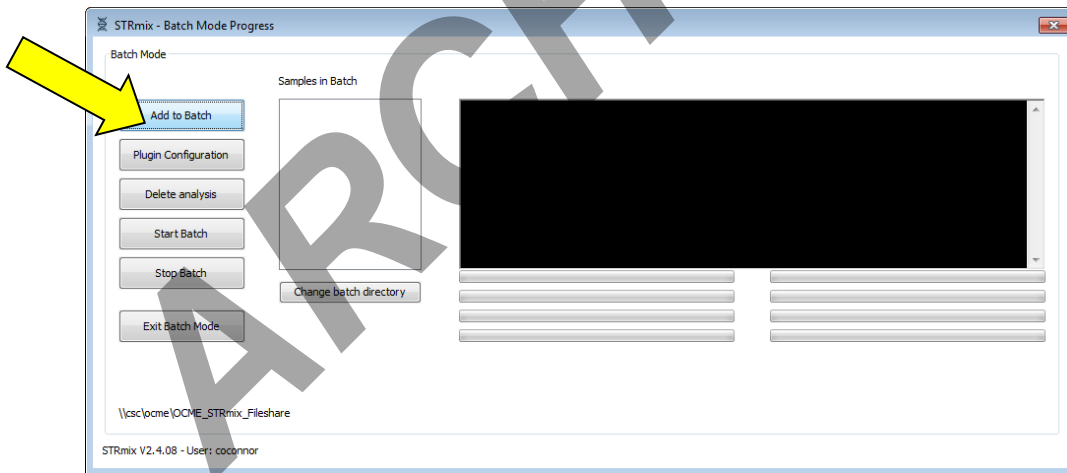 STRmix - Batch Mode Progress
Batch Mode
Samples in Batch
Add to Batch
Plugin Configuration
Delete analysis
Start Batch
Stop Batch
Change batch directory
Exit Batch Mode
\\csc\ocme\OCME_STRmix_Fileshare
STRmix V2.4.08 - User: coconnor